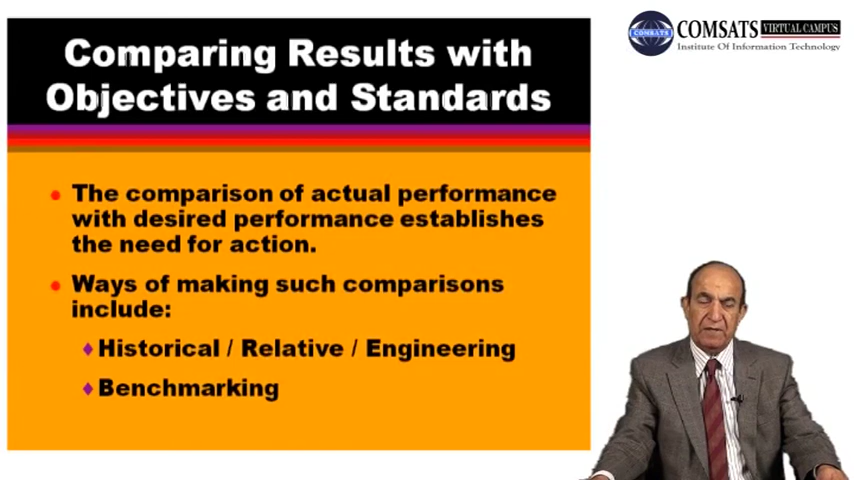 Comparing Results with
Objectives and Standards
COMSATS VIRTUAL CAMPUS
COMSATS
Institute Of Information Technology
• The comparison of actual performance
with desired performance establishes
the need for action.
• Ways of making such comparisons
include:
♦Historical / Relative / Engineering
♦Benchmarking